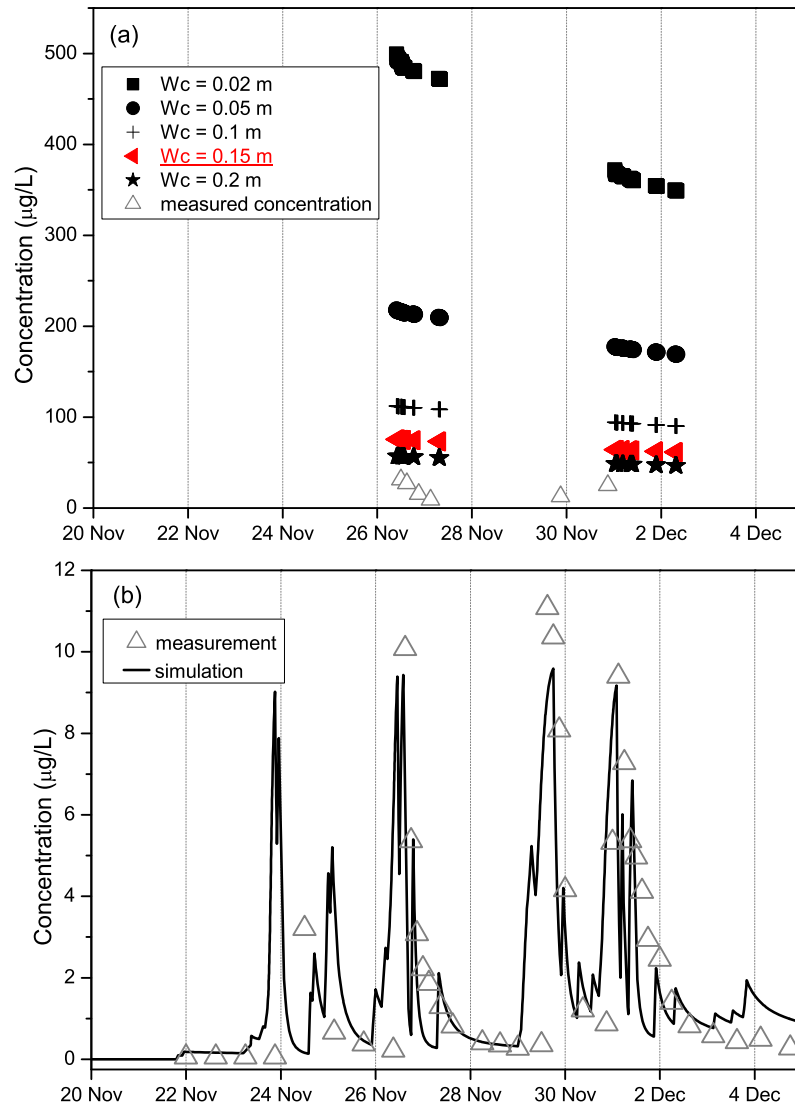 (a)
500
400
300
200
100
0
Concentration (μg/L)
Wc = 0.02 m
Wc = 0.05 m
Wc = 0.1 m
Wc = 0.15 m
Wc = 0.2 m
measured concentration
20 Nov 22 Nov 24 Nov 26 Nov 28 Nov 30 Nov 2 Dec 4 Dec
(b)
12
10
8
6
4
2
0
Concentration (μg/L)
measurement
simulation
20 Nov 22 Nov 24 Nov 26 Nov 28 Nov 30 Nov 2 Dec 4 Dec